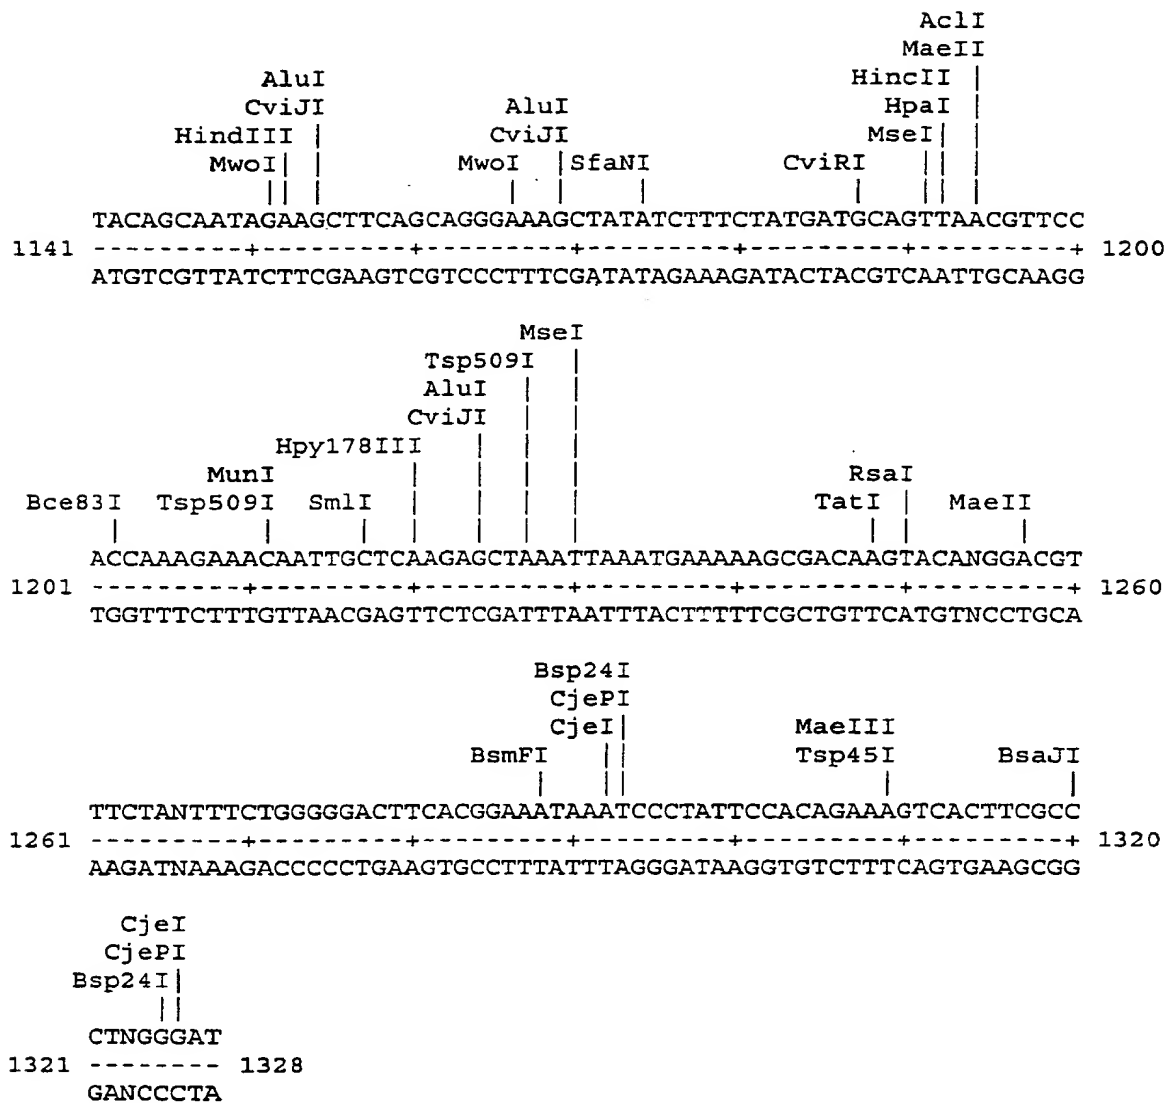 AclI
MaeII
AluI HincII
CviJI AluI HpaI
HindIII CviJI MseI
MwoI MwoI SfaNI CviRI
TACAGCAATAGAAGCTTCAGCAGGGAAAGCTATATCTTTCTATGATGCAGTTAACGTTCC
1141 ---------+---------+---------+---------+---------+---------+ 1200
ATGTCGTTATCTTCGAAGTCGTCCCTTTCGATATAGAAAGATACTACGTCAATTGCAAGG
MseI
Tsp509I
AluI
CviJI
Hpy178III
MunI RsaI
Bce83I Tsp509I SmlI TatI MaeII
ACCAAAGAAACAATTGCTCAAGAGCTAAATTAAATGAAAAAGCGACAAGTACANGGACGT
1201 ---------+---------+---------+---------+---------+---------+ 1260
TGGTTTCTTTGTTAACGAGTTCTCGATTTAATTTACTTTTTCGCTGTTCATGTNCCTGCA
Bsp24I
CjePI
CjeI MaeIII
BsmFI Tsp45I BsaJI
TTCTANTTTCTGGGGGACTTCACGGAAATAAATCCCTATTCCACAGAAAGTCACTTCGCC
1261 ---------+---------+---------+---------+---------+---------+ 1320
AAGATNAAAGACCCCCTGAAGTGCCTTTATTTAGGGATAAGGTGTCTTTCAGTGAAGCGG
CjeI
CjePI
Bsp24I
CTNGGGAT
1321 -------- 1328
GANCCCTA